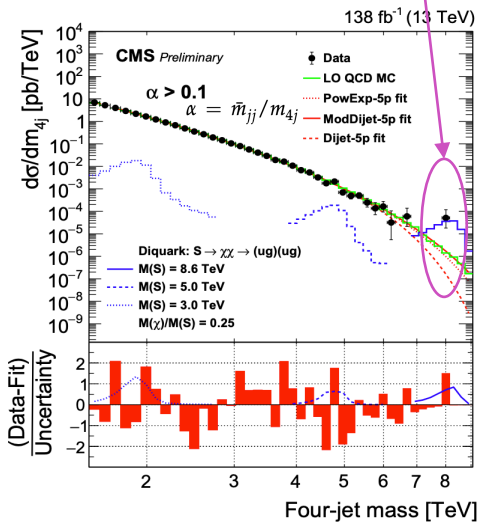 138 fb⁻¹ (13 TeV)
CMS Preliminary
α > 0.1
α = m̄jj/m4j
Data
LO QCD MC
PowExp-5p fit
ModDijet-5p fit
Dijet-5p fit
dσ/dm4j [pb/TeV]
10⁴
10³
10²
10
1
10⁻¹
10⁻²
10⁻³
10⁻⁴
10⁻⁵
10⁻⁶
10⁻⁷
10⁻⁸
10⁻⁹
Diquark: S → χχ → (ug)(ug)
M(S) = 8.6 TeV
M(S) = 5.0 TeV
M(S) = 3.0 TeV
M(χ)/M(S) = 0.25
(Data-Fit)
Uncertainty
2
1
0
−1
−2
2 3 4 5 6 7 8
Four-jet mass [TeV]